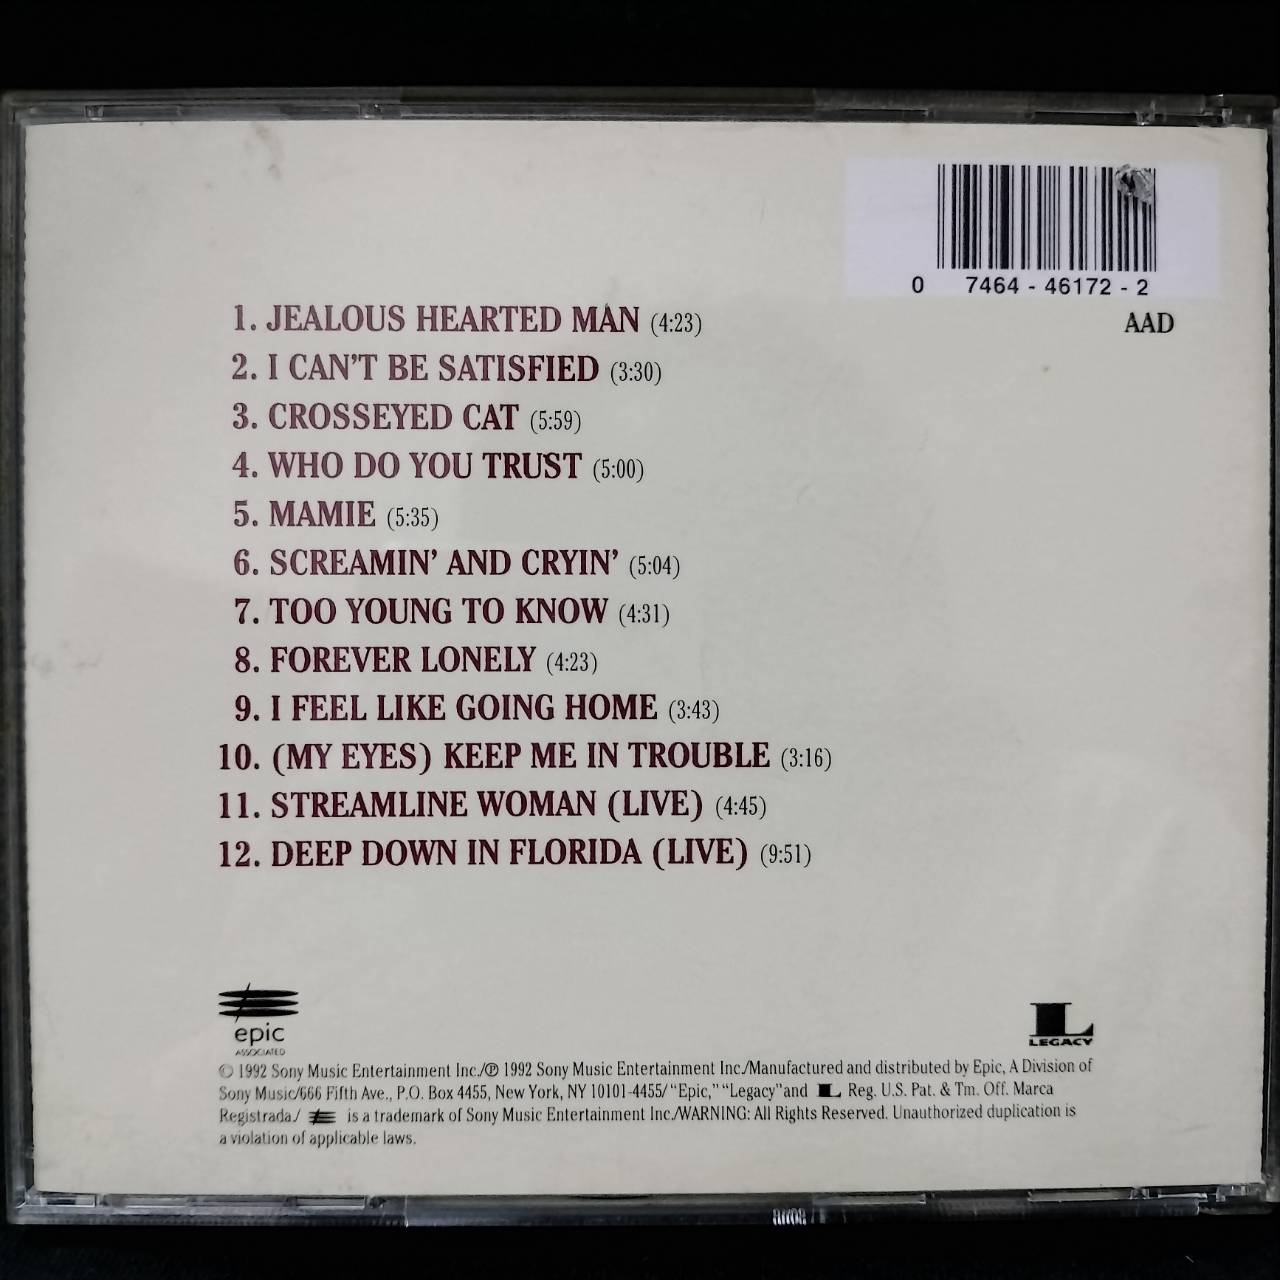 0 7464 - 46172 - 2
AAD
1. JEALOUS HEARTED MAN (4:23)
2. I CAN'T BE SATISFIED (3:30)
3. CROSSEYED CAT (5:59)
4. WHO DO YOU TRUST (5:00)
5. MAMIE (5:35)
6. SCREAMIN' AND CRYIN' (5:04)
7. TOO YOUNG TO KNOW (4:31)
8. FOREVER LONELY (4:23)
9. I FEEL LIKE GOING HOME (3:43)
10. (MY EYES) KEEP ME IN TROUBLE (3:16)
11. STREAMLINE WOMAN (LIVE) (4:45)
12. DEEP DOWN IN FLORIDA (LIVE) (9:51)
epic
ASSOCIATED
L
LEGACY
© 1992 Sony Music Entertainment Inc./℗ 1992 Sony Music Entertainment Inc./Manufactured and distributed by Epic, A Division of
Sony Music/666 Fifth Ave., P.O. Box 4455, New York, NY 10101-4455/"Epic," "Legacy" and L Reg. U.S. Pat. & Tm. Off. Marca
Registrada./ is a trademark of Sony Music Entertainment Inc./WARNING: All Rights Reserved. Unauthorized duplication is
a violation of applicable laws.